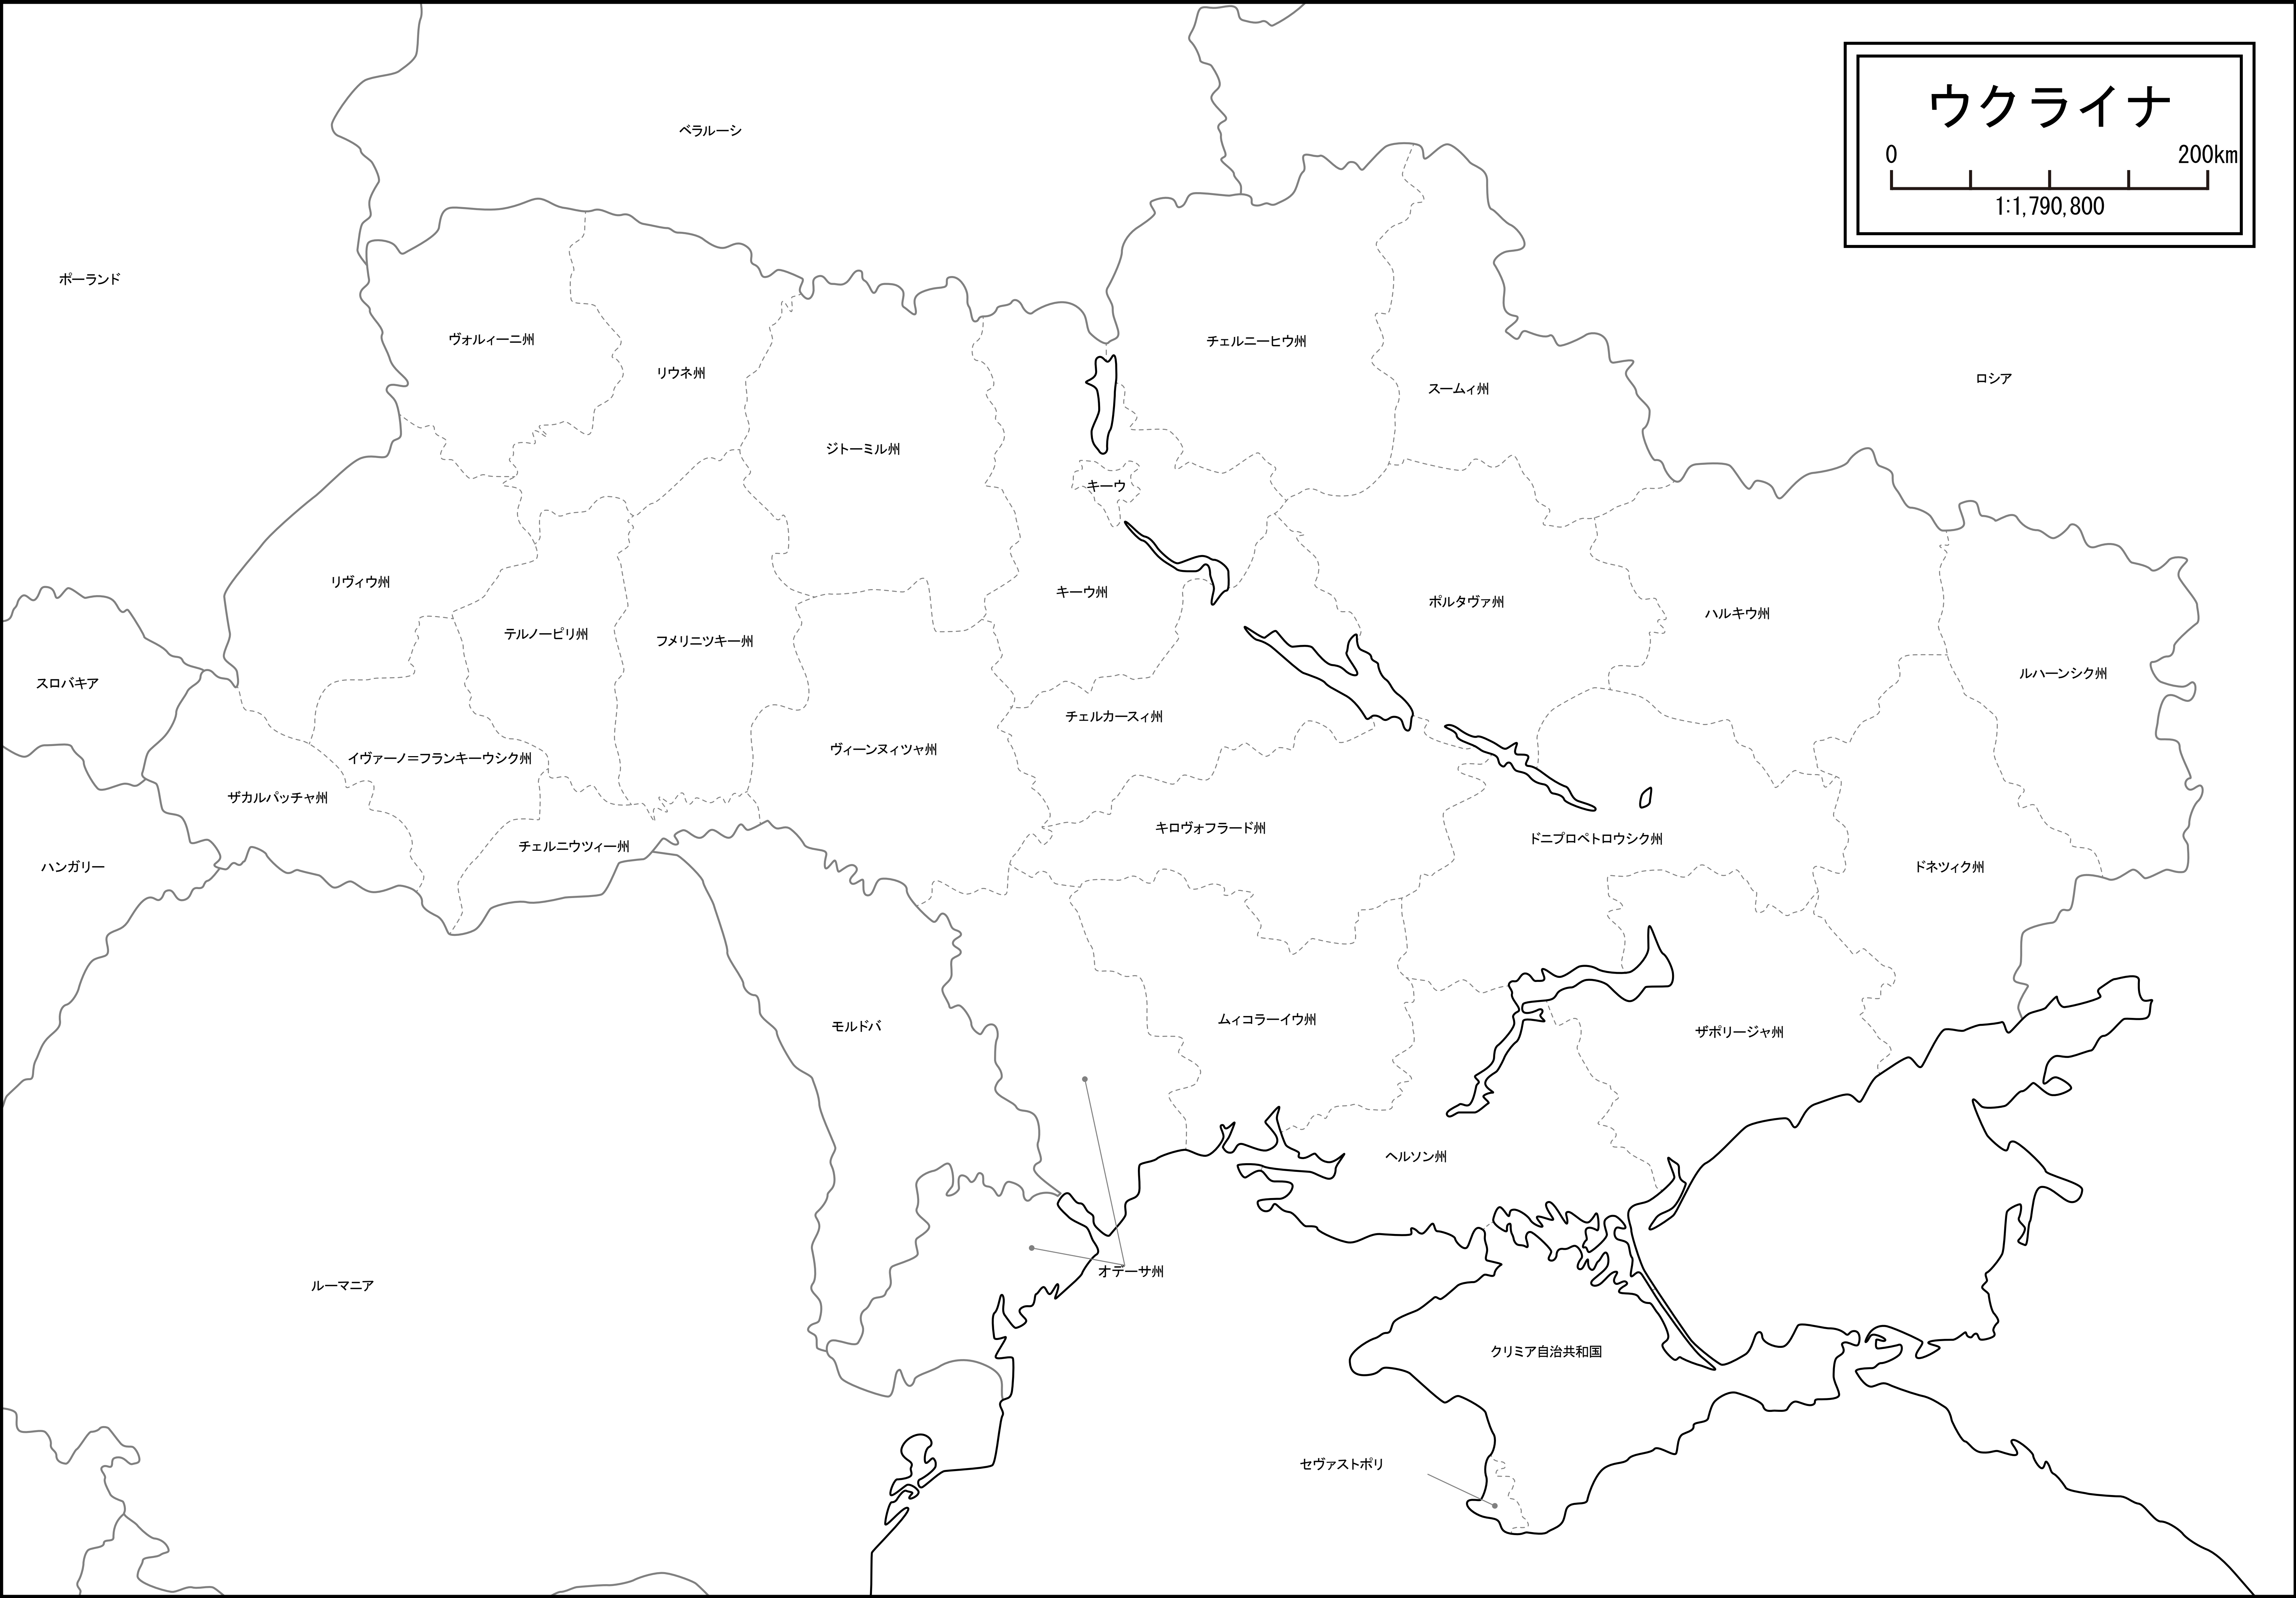 ウクライナ
0 200km
1:1,790,800
ベラルーシ
ポーランド
ヴォルィーニ州
チェルニーヒウ州
リウネ州
スームィ州
ロシア
ジトーミル州
キーウ
リヴィウ州
キーウ州
ポルタヴァ州
ハルキウ州
テルノーピリ州
フメリニツキー州
スロバキア
ルハーンシク州
チェルカースィ州
ヴィーンヌィツャ州
イヴァーノ=フランキーウシク州
ザカルパッチャ州
キロヴォフラード州
ドニプロペトロウシク州
チェルニウツィー州
ハンガリー
ドネツィク州
モルドバ
ムィコラーイウ州
ザポリージャ州
ヘルソン州
オデーサ州
ルーマニア
クリミア自治共和国
セヴァストポリ